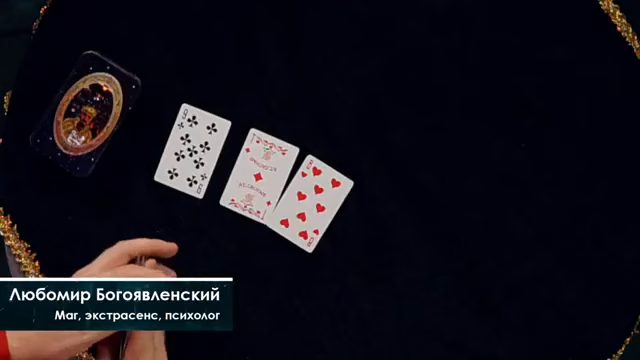 Любомир Богоявленский
Маг, экстрасенс, психолог